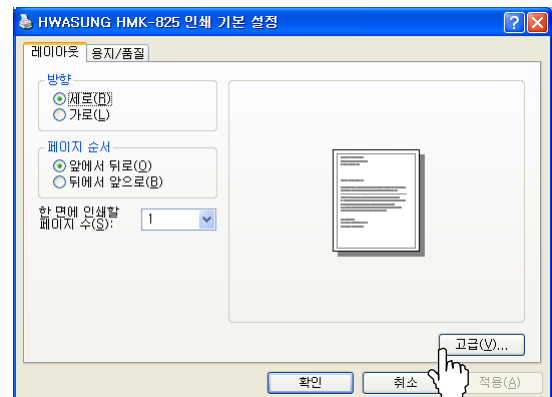 HWASUNG HMK-825 인쇄 기본 설정
레이아웃 용지/품질
방향
세로(R)
가로(L)
페이지 순서
앞에서 뒤로(O)
뒤에서 앞으로(B)
한 면에 인쇄할
페이지 수(S): 1
고급(V)...
확인 취소 적용(A)